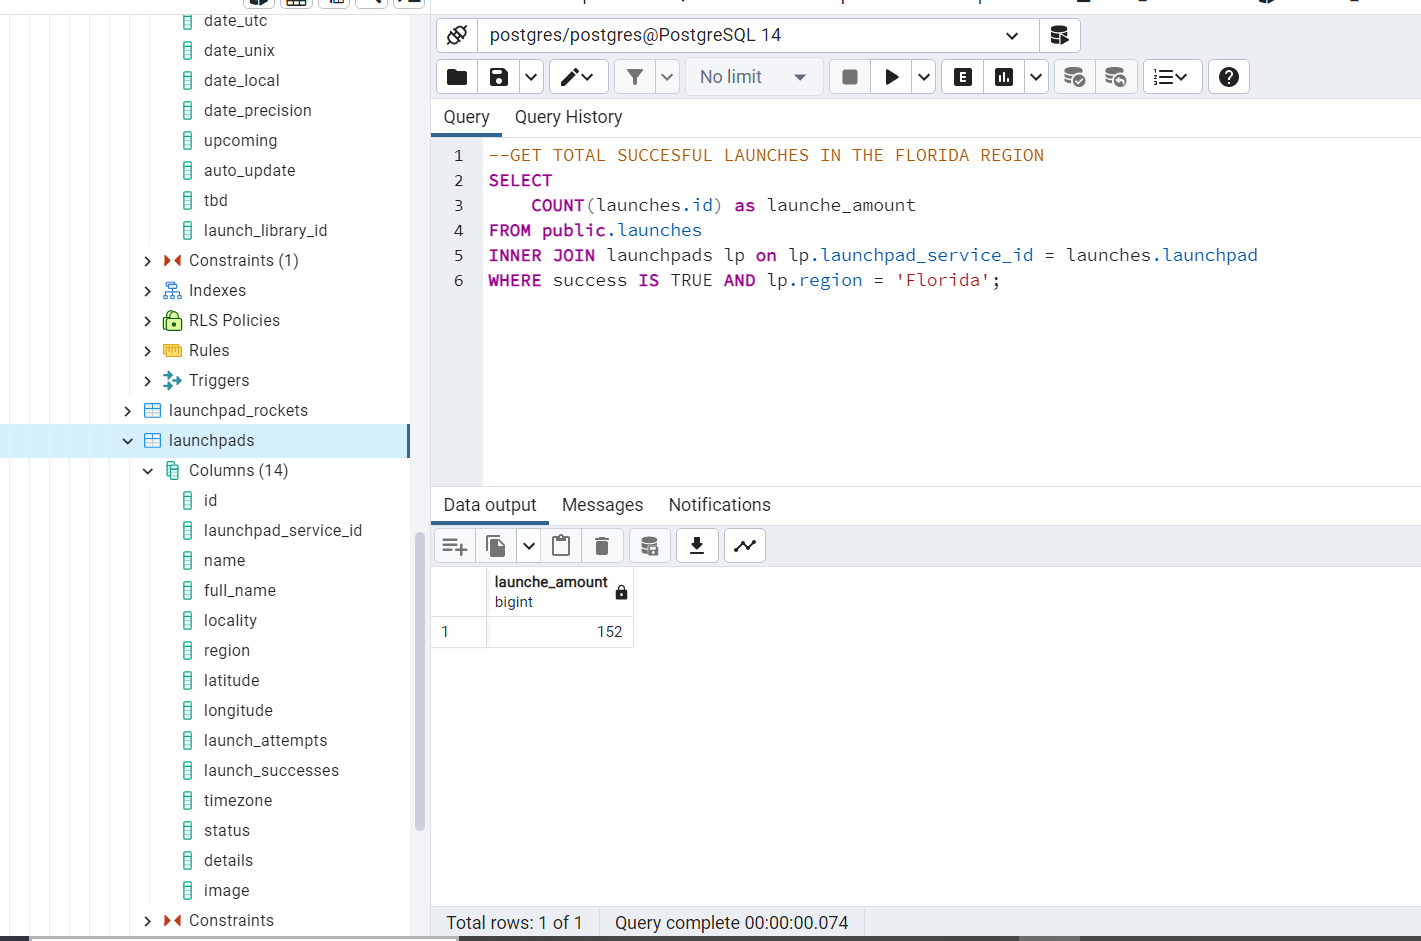 date_utc
date_unix
date_local
date_precision
upcoming
auto_update
tbd
launch_library_id
Constraints (1)
Indexes
RLS Policies
Rules
Triggers
launchpad_rockets
launchpads
Columns (14)
id
launchpad_service_id
name
full_name
locality
region
latitude
longitude
launch_attempts
launch_successes
timezone
status
details
image
Constraints
postgres/postgres@PostgreSQL 14
No limit
E
Query Query History
1 --GET TOTAL SUCCESFUL LAUNCHES IN THE FLORIDA REGION
2 SELECT
3 COUNT(launches.id) as launche_amount
4 FROM public.launches
5 INNER JOIN launchpads lp on lp.launchpad_service_id = launches.launchpad
6 WHERE success IS TRUE AND lp.region = 'Florida';
Data output Messages Notifications
launche_amount
bigint
1 152
Total rows: 1 of 1 Query complete 00:00:00.074